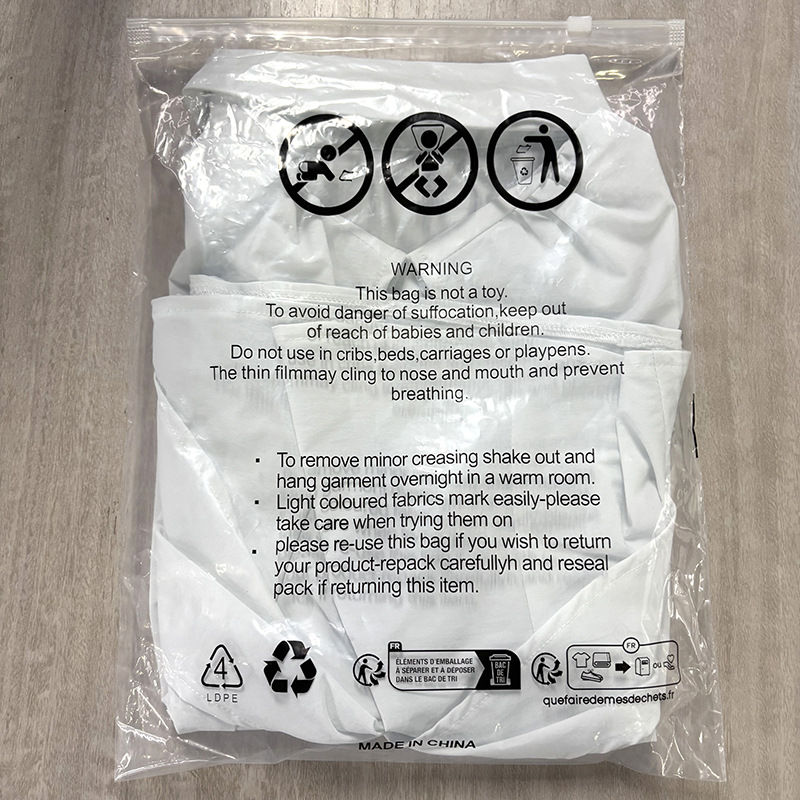 WARNING
This bag is not a toy.
To avoid danger of suffocation,keep out
of reach of babies and children.
Do not use in cribs,beds,carriages or playpens.
The thin filmmay cling to nose and mouth and prevent
breathing.
· To remove minor creasing shake out and
hang garment overnight in a warm room.
· Light coloured fabrics mark easily-please
take care when trying them on
· please re-use this bag if you wish to return
your product-repack carefullyh and reseal
pack if returning this item.
4
LDPE
FR
ÉLÉMENTS D'EMBALLAGE
À SÉPARER ET À DÉPOSER
DANS LE BAC DE TRI
BAC
DE
TRI
FR
OU
quefairedemesdechets.fr
MADE IN CHINA